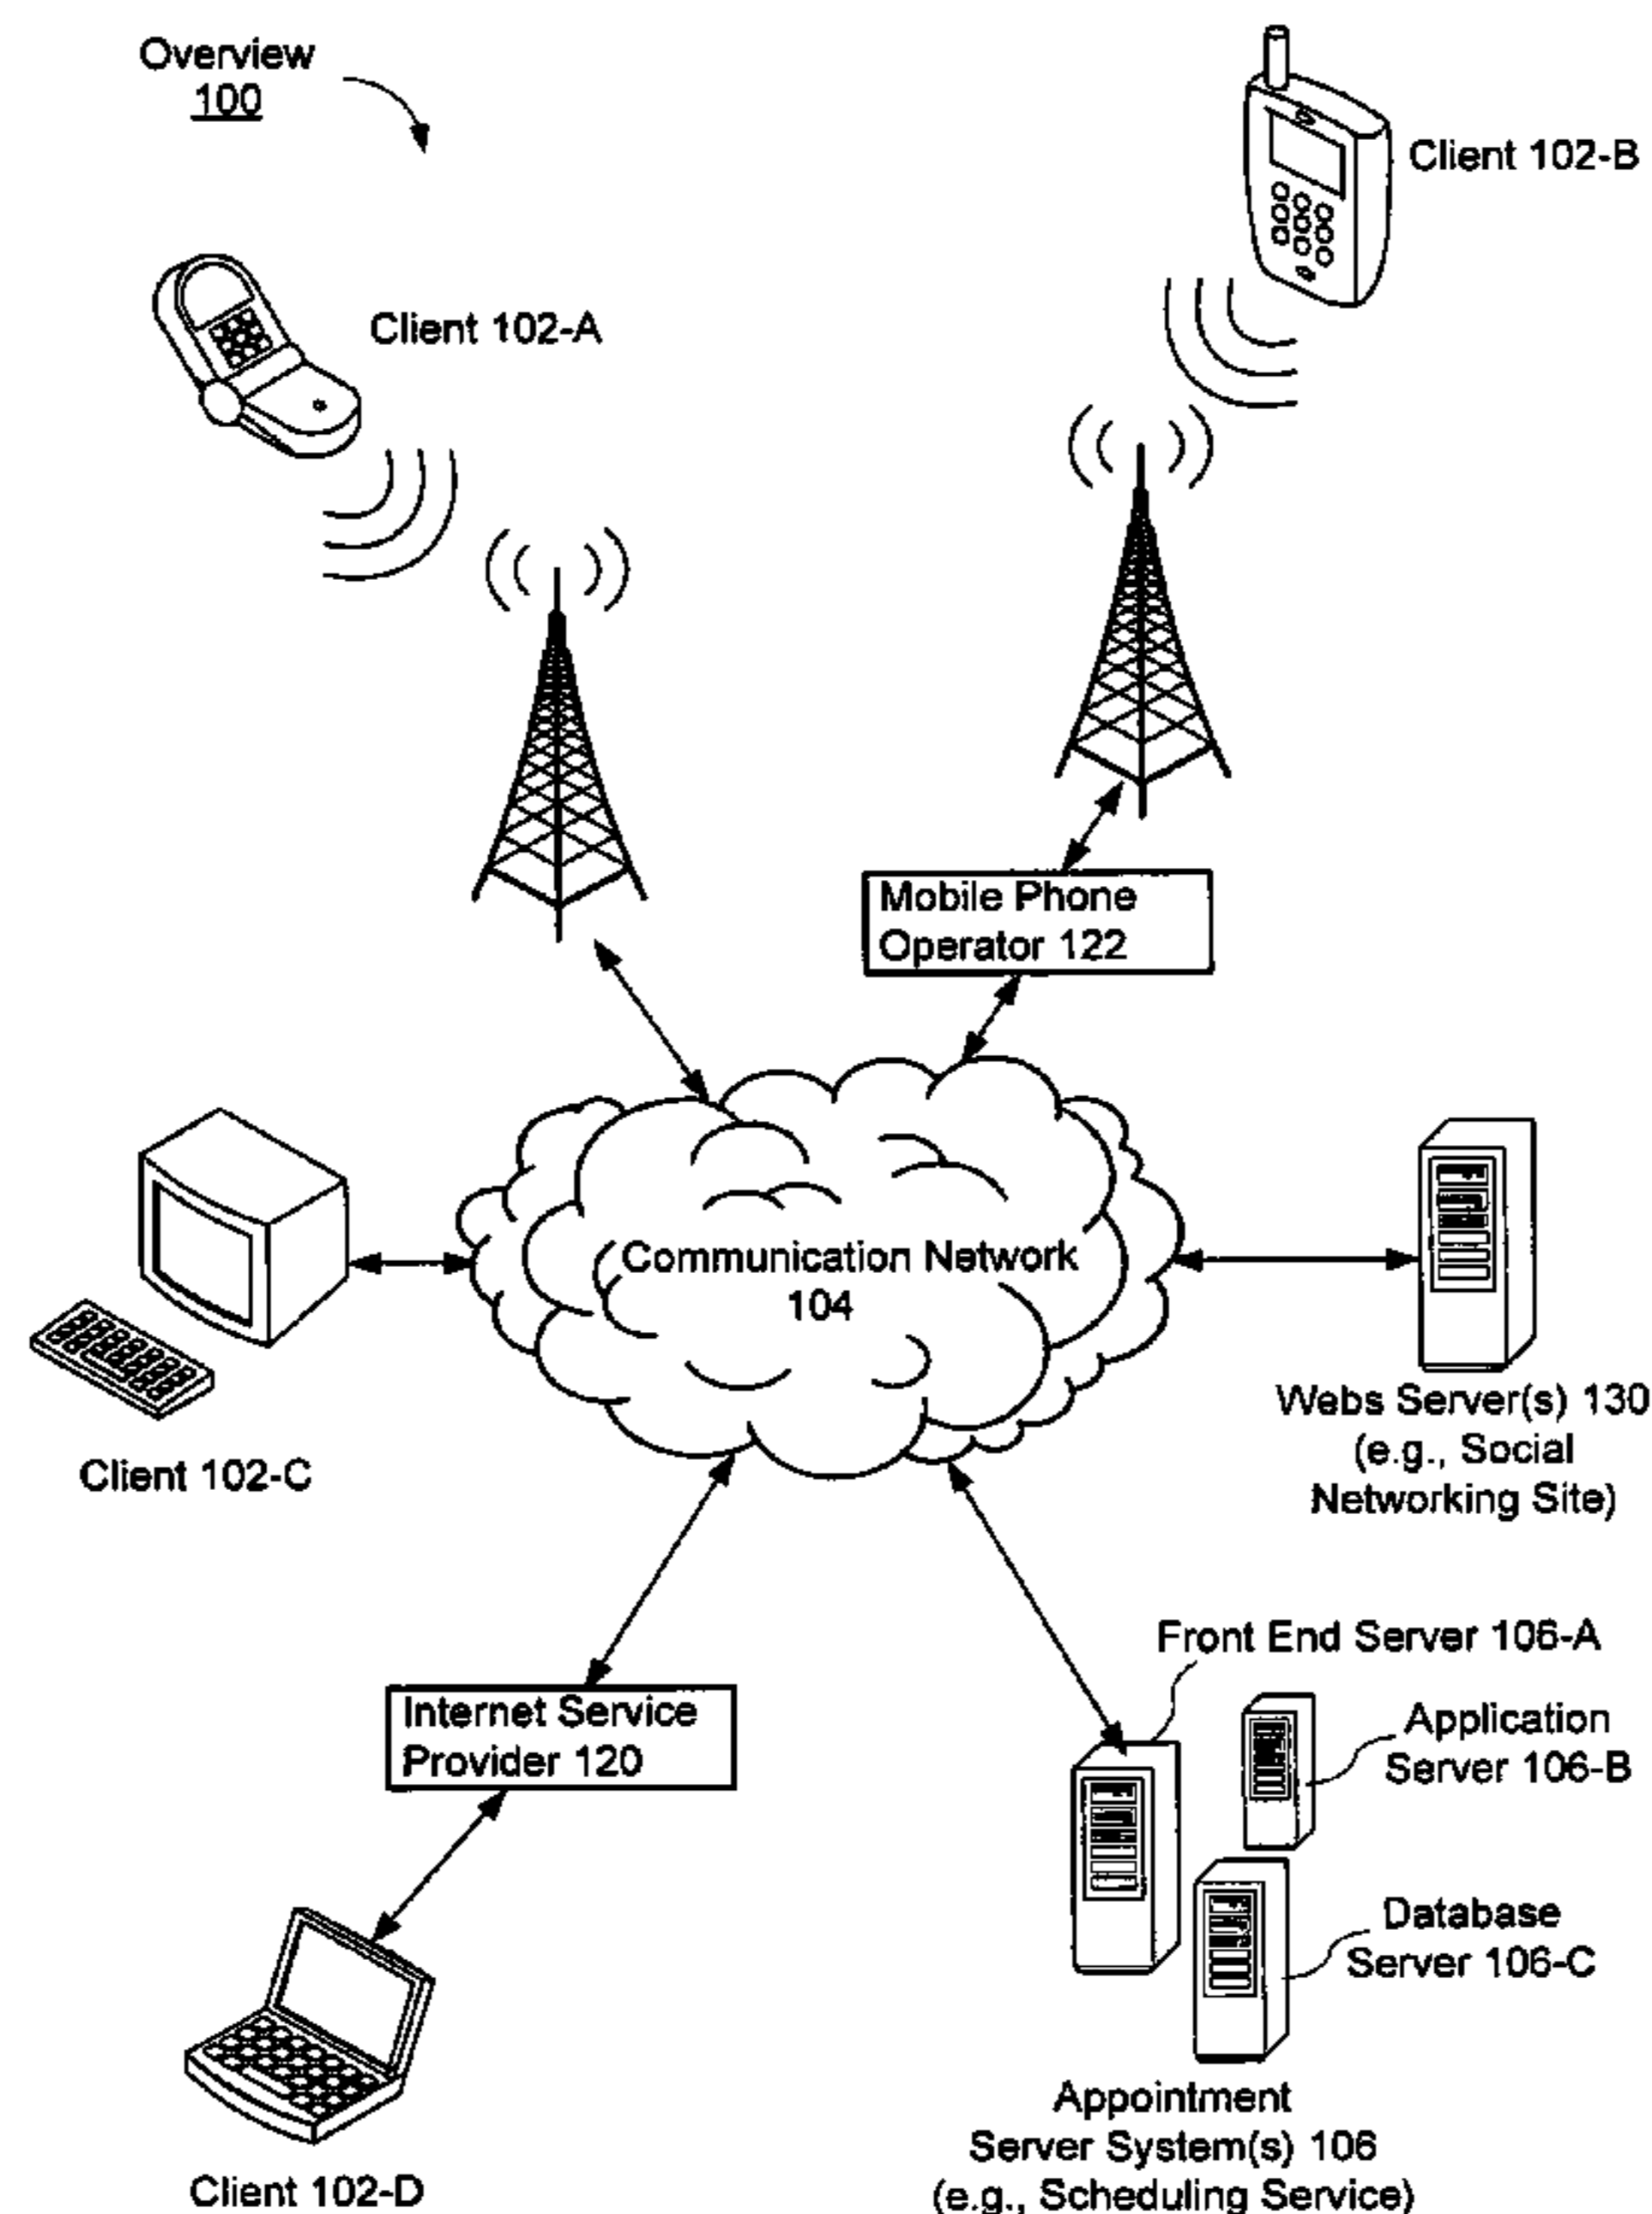 Overview
100
Client 102-B
Client 102-A
Mobile Phone
Operator 122
Communication Network
104
Client 102-C
Webs Server(s) 130
(e.g., Social
Networking Site)
Front End Server 106-A
Internet Service
Provider 120
Application
Server 106-B
Database
Server 106-C
Appointment
Server System(s) 106
(e.g., Scheduling Service)
Client 102-D